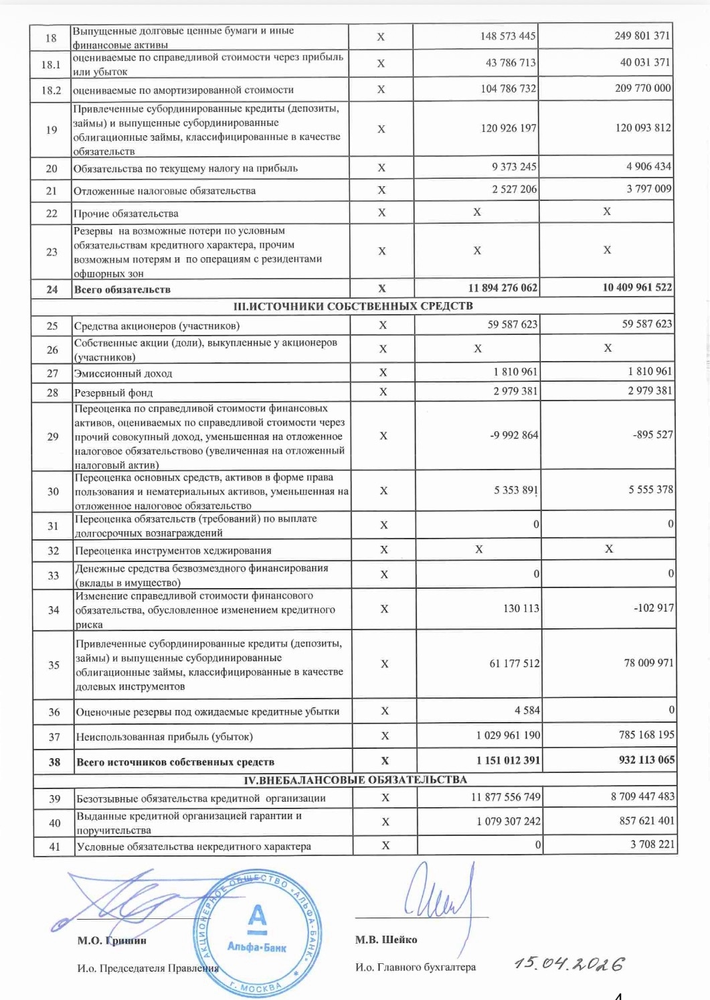 18 Выпущенные долговые ценные бумаги и иные X 148 573 445 249 801 371
финансовые активы
18.1 оцениваемые по справедливой стоимости через прибыль X 43 786 713 40 031 371
или убыток
18.2 оцениваемые по амортизированной стоимости X 104 786 732 209 770 000
19 Привлеченные субординированные кредиты (депозиты, X 120 926 197 120 093 812
займы) и выпущенные субординированные
облигационные займы, классифицированные в качестве
обязательств
20 Обязательства по текущему налогу на прибыль X 9 373 245 4 906 434
21 Отложенные налоговые обязательства X 2 527 206 3 797 009
22 Прочие обязательства X X X
23 Резервы на возможные потери по условным X X X
обязательствам кредитного характера, прочим
возможным потерям и по операциям с резидентами
офшорных зон
24 Всего обязательств X 11 894 276 062 10 409 961 522
III.ИСТОЧНИКИ СОБСТВЕННЫХ СРЕДСТВ
25 Средства акционеров (участников) X 59 587 623 59 587 623
26 Собственные акции (доли), выкупленные у акционеров X X X
(участников)
27 Эмиссионный доход X 1 810 961 1 810 961
28 Резервный фонд X 2 979 381 2 979 381
29 Переоценка по справедливой стоимости финансовых X -9 992 864 -895 527
активов, оцениваемых по справедливой стоимости через
прочий совокупный доход, уменьшенная на отложенное
налоговое обязательствово (увеличенная на отложенный
налоговый актив)
30 Переоценка основных средств, активов в форме права X 5 353 891 5 555 378
пользования и нематериальных активов, уменьшенная на
отложенное налоговое обязательство
31 Переоценка обязательств (требований) по выплате X 0 0
долгосрочных вознаграждений
32 Переоценка инструментов хеджирования X X X
33 Денежные средства безвозмездного финансирования X 0 0
(вклады в имущество)
34 Изменение справедливой стоимости финансового X 130 113 -102 917
обязательства, обусловленное изменением кредитного
риска
35 Привлеченные субординированные кредиты (депозиты, X 61 177 512 78 009 971
займы) и выпущенные субординированные
облигационные займы, классифицированные в качестве
долевых инструментов
36 Оценочные резервы под ожидаемые кредитные убытки X 4 584 0
37 Неиспользованная прибыль (убыток) X 1 029 961 190 785 168 195
38 Всего источников собственных средств X 1 151 012 391 932 113 065
IV.ВНЕБАЛАНСОВЫЕ ОБЯЗАТЕЛЬСТВА
39 Безотзывные обязательства кредитной организации X 11 877 556 749 8 709 447 483
40 Выданные кредитной организацией гарантии и X 1 079 307 242 857 621 401
поручительства
41 Условные обязательства некредитного характера X 0 3 708 221
АКЦИОНЕРНОЕ ОБЩЕСТВО «АЛЬФА-БАНК»
А
Альфа·Банк
г. МОСКВА
М.О. Гришин М.В. Шейко
И.о. Председателя Правления И.о. Главного бухгалтера 15.04.2026
4